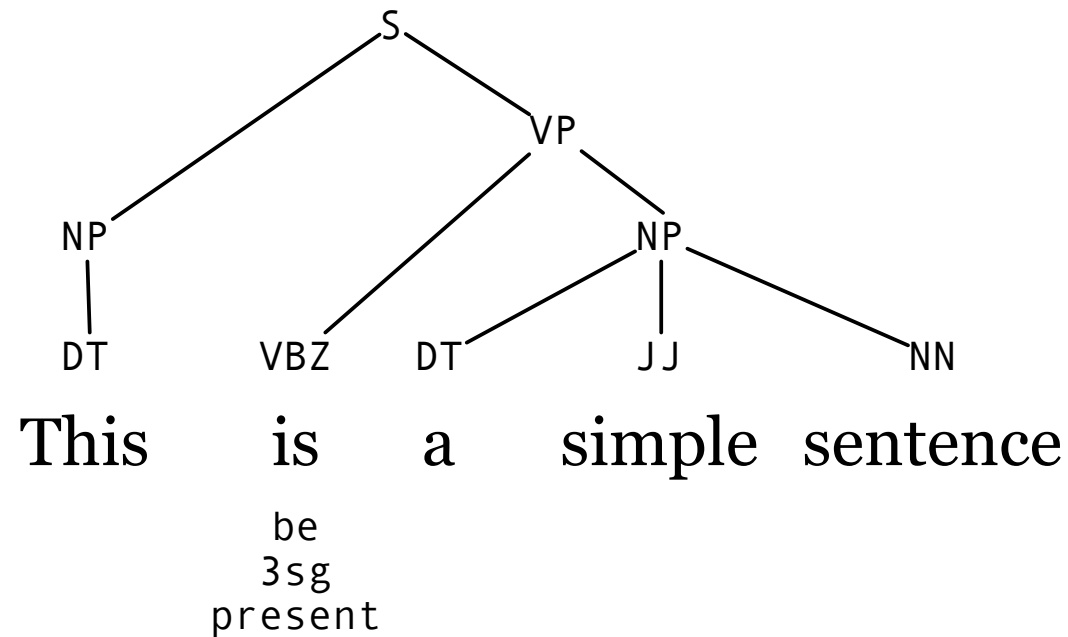 S
VP
NP NP
DT VBZ DT JJ NN
This is a simple sentence
be
3sg
present